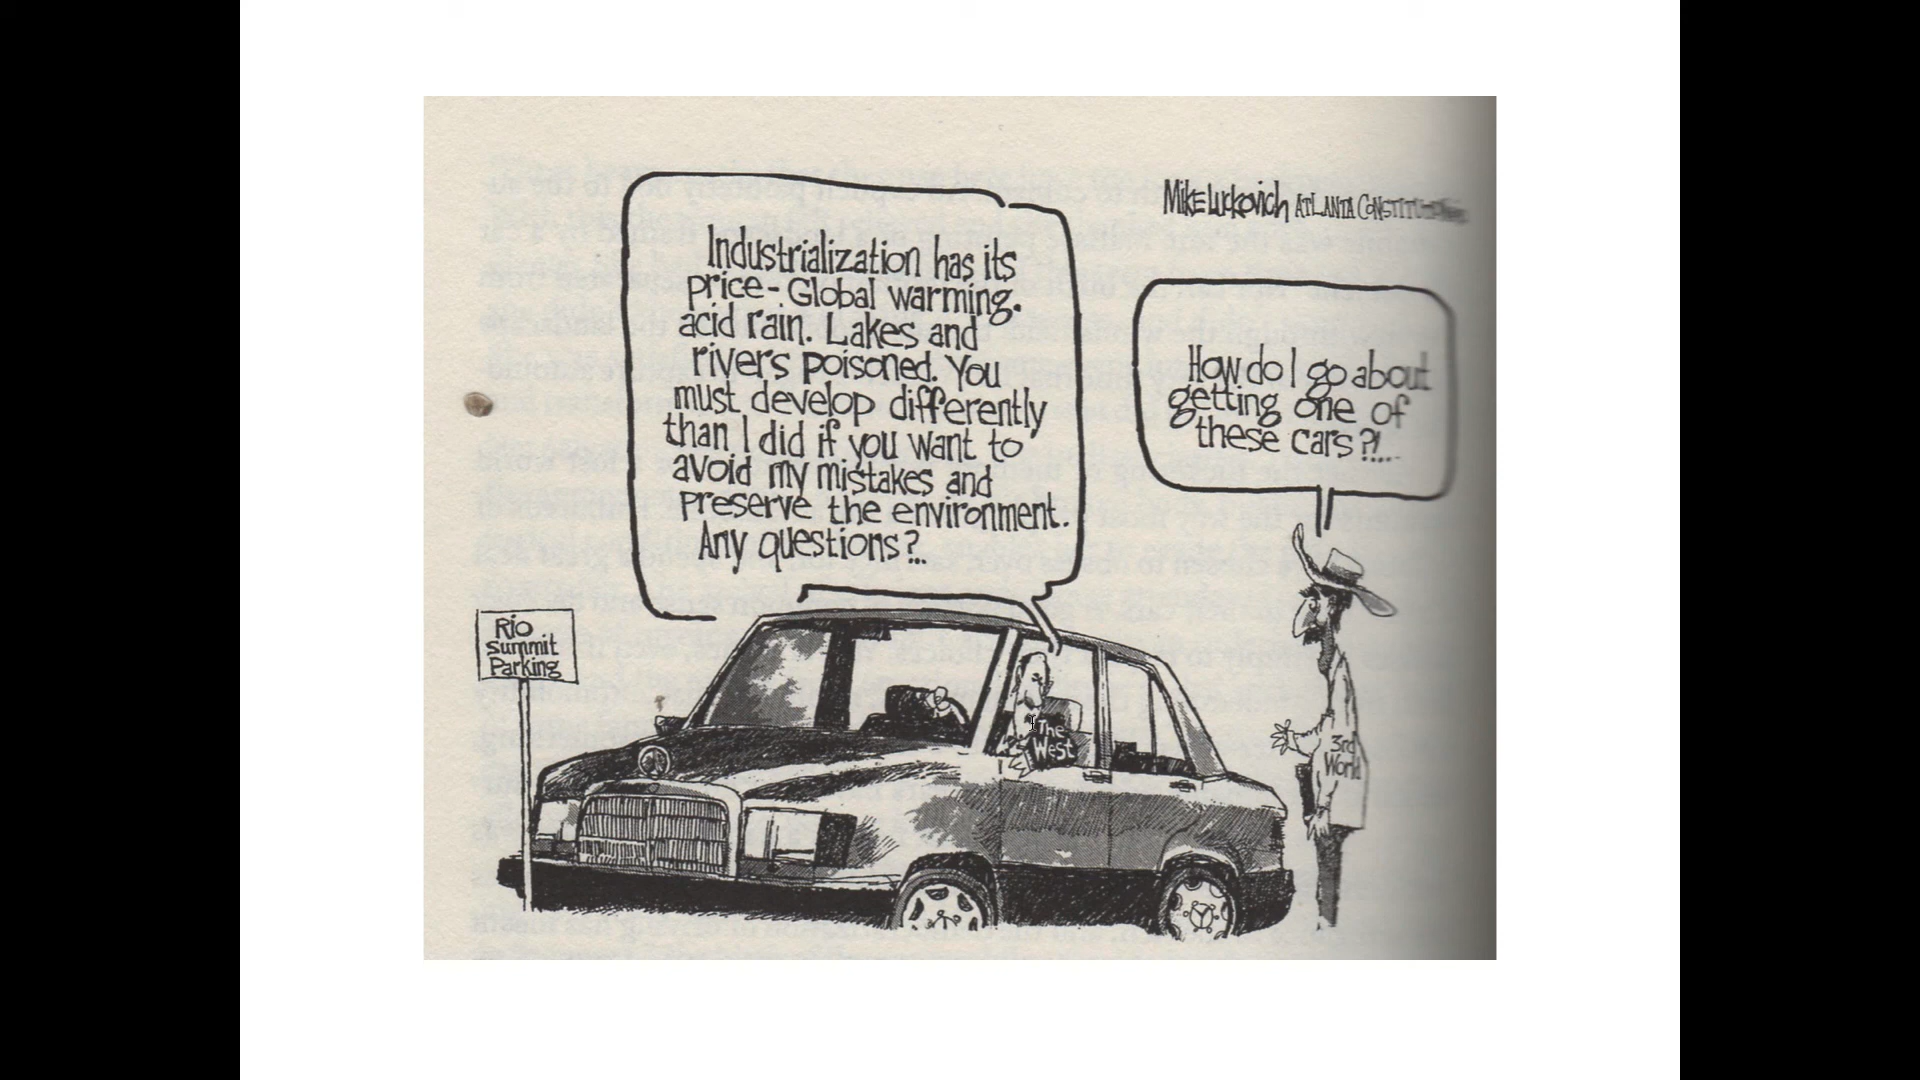 Mike Luckovich Atlanta Constitution
Industrialization has its
price - Global warming.
acid rain. Lakes and
rivers poisoned. You
must develop differently
than I did if you want to
avoid my mistakes and
preserve the environment.
Any questions?...
How do I go about
getting one of
these cars?!...
Rio
Summit
Parking
The
West
3rd
World